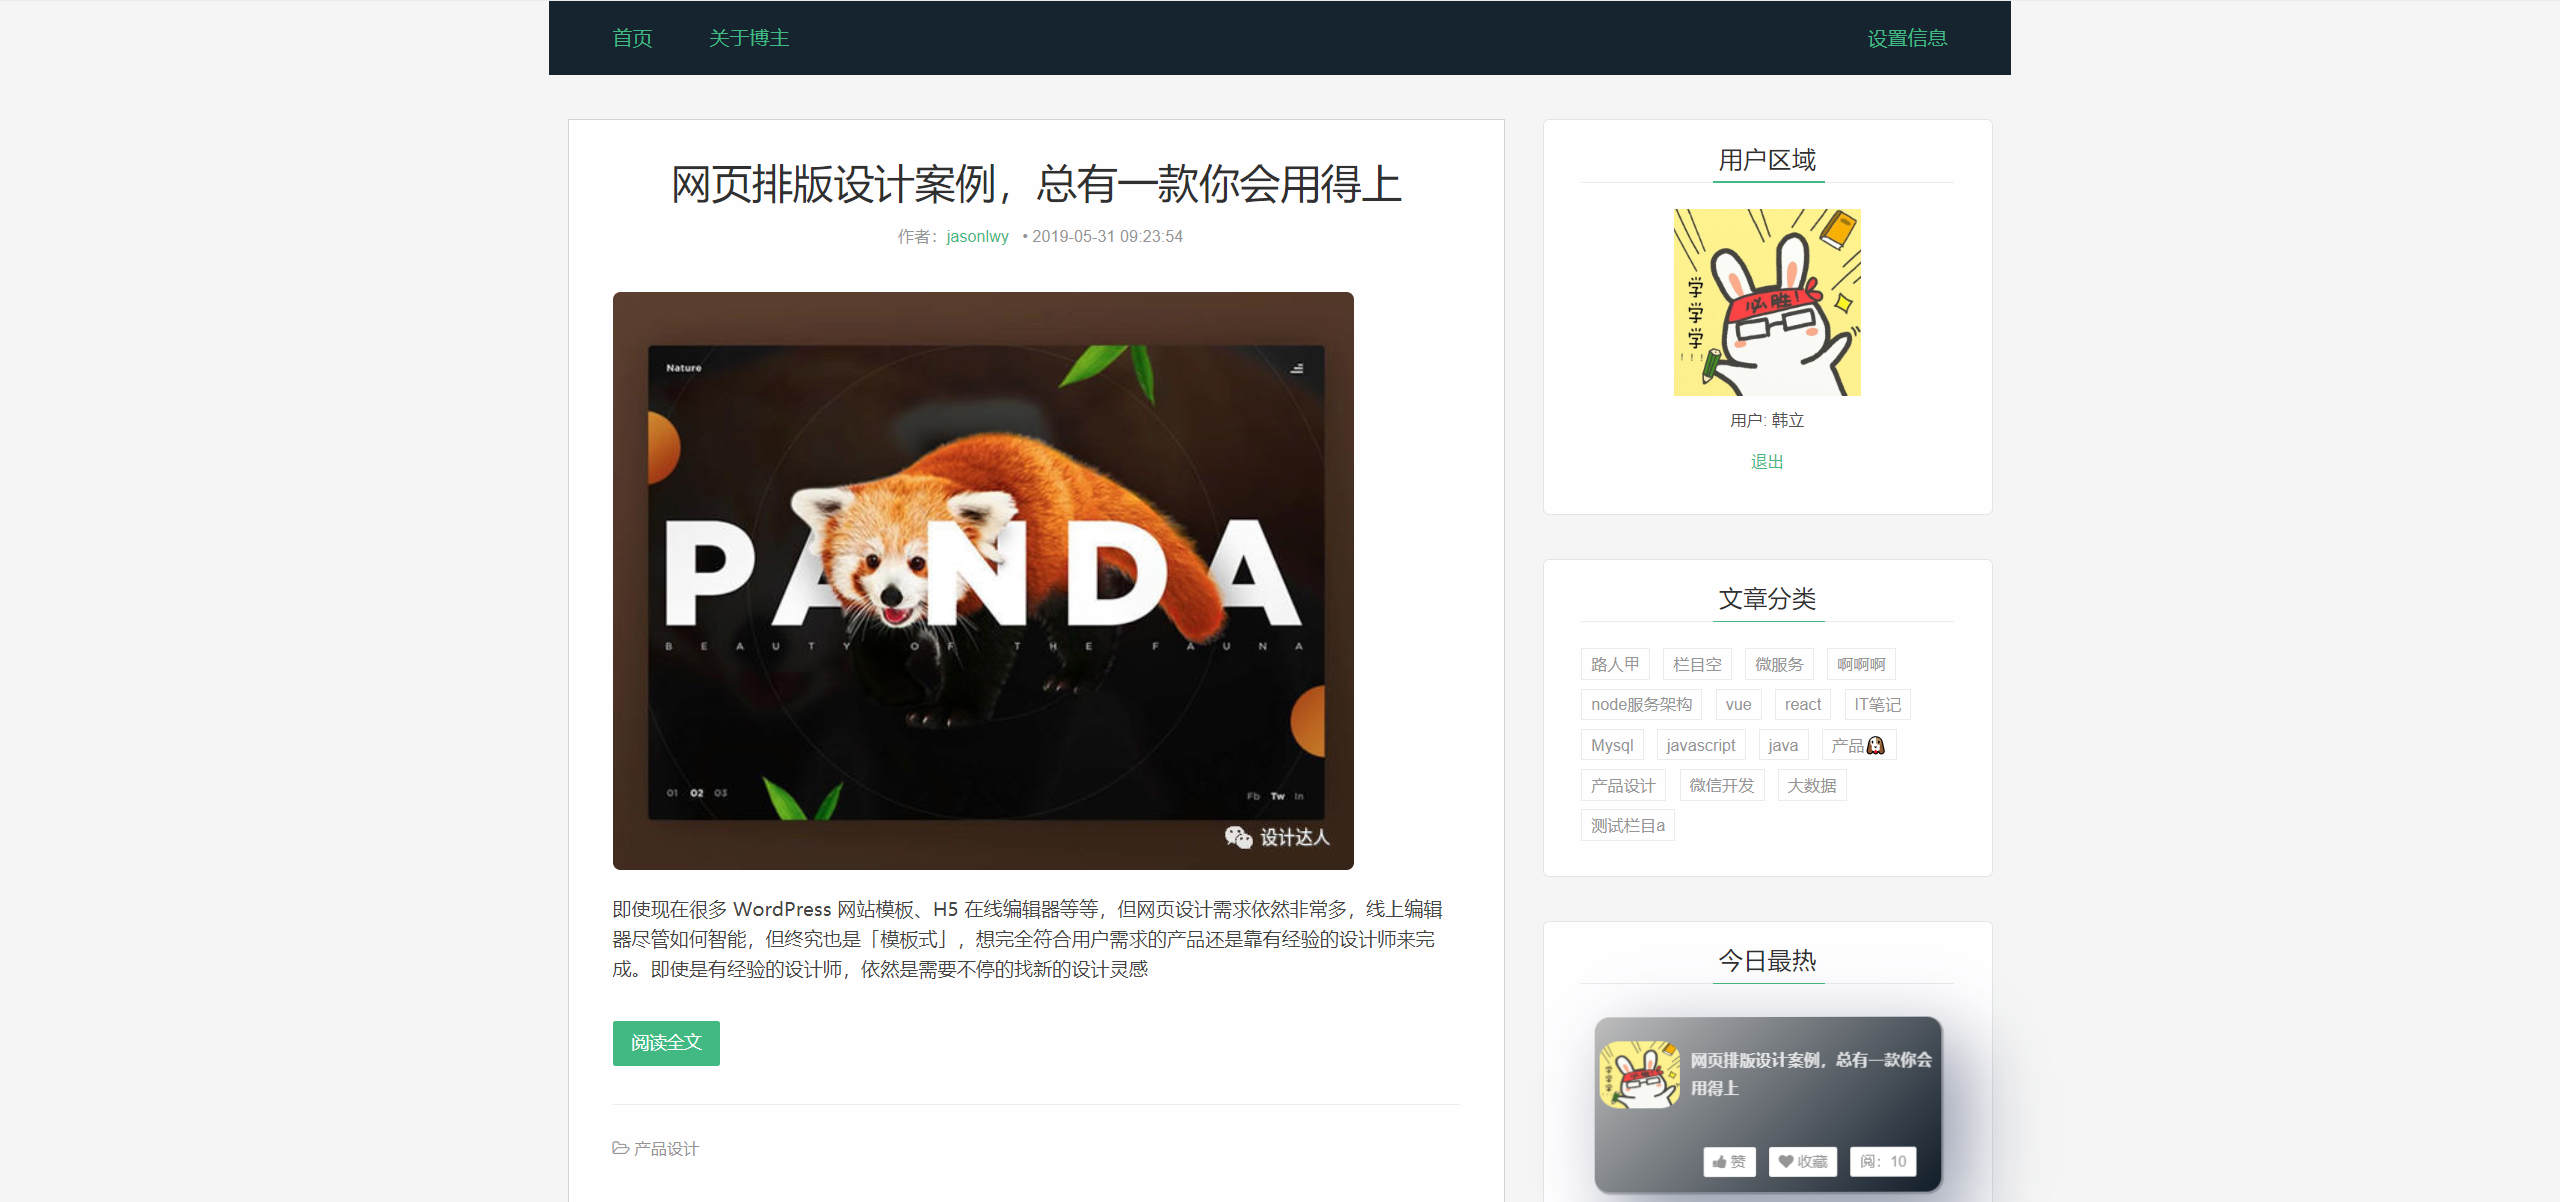 首页 关于博主 设置信息
网页排版设计案例，总有一款你会用得上
作者：jasonlwy • 2019-05-31 09:23:54
Nature
PANDA
BEAUTY OF THE FAUNA
01 02 03
Fb Tw In
设计达人
即使现在很多 WordPress 网站模板、H5 在线编辑器等等，但网页设计需求依然非常多，线上编辑
器尽管如何智能，但终究也是「模板式」，想完全符合用户需求的产品还是靠有经验的设计师来完
成。即使是有经验的设计师，依然是需要不停的找新的设计灵感
阅读全文
产品设计
用户区域
必胜！
学学学！！！
用户: 韩立
退出
文章分类
路人甲 栏目空 微服务 啊啊啊
node服务架构 vue react IT笔记
Mysql javascript java 产品
产品设计 微信开发 大数据
测试栏目a
今日最热
网页排版设计案例，总有一款你会
用得上
赞 收藏 阅：10